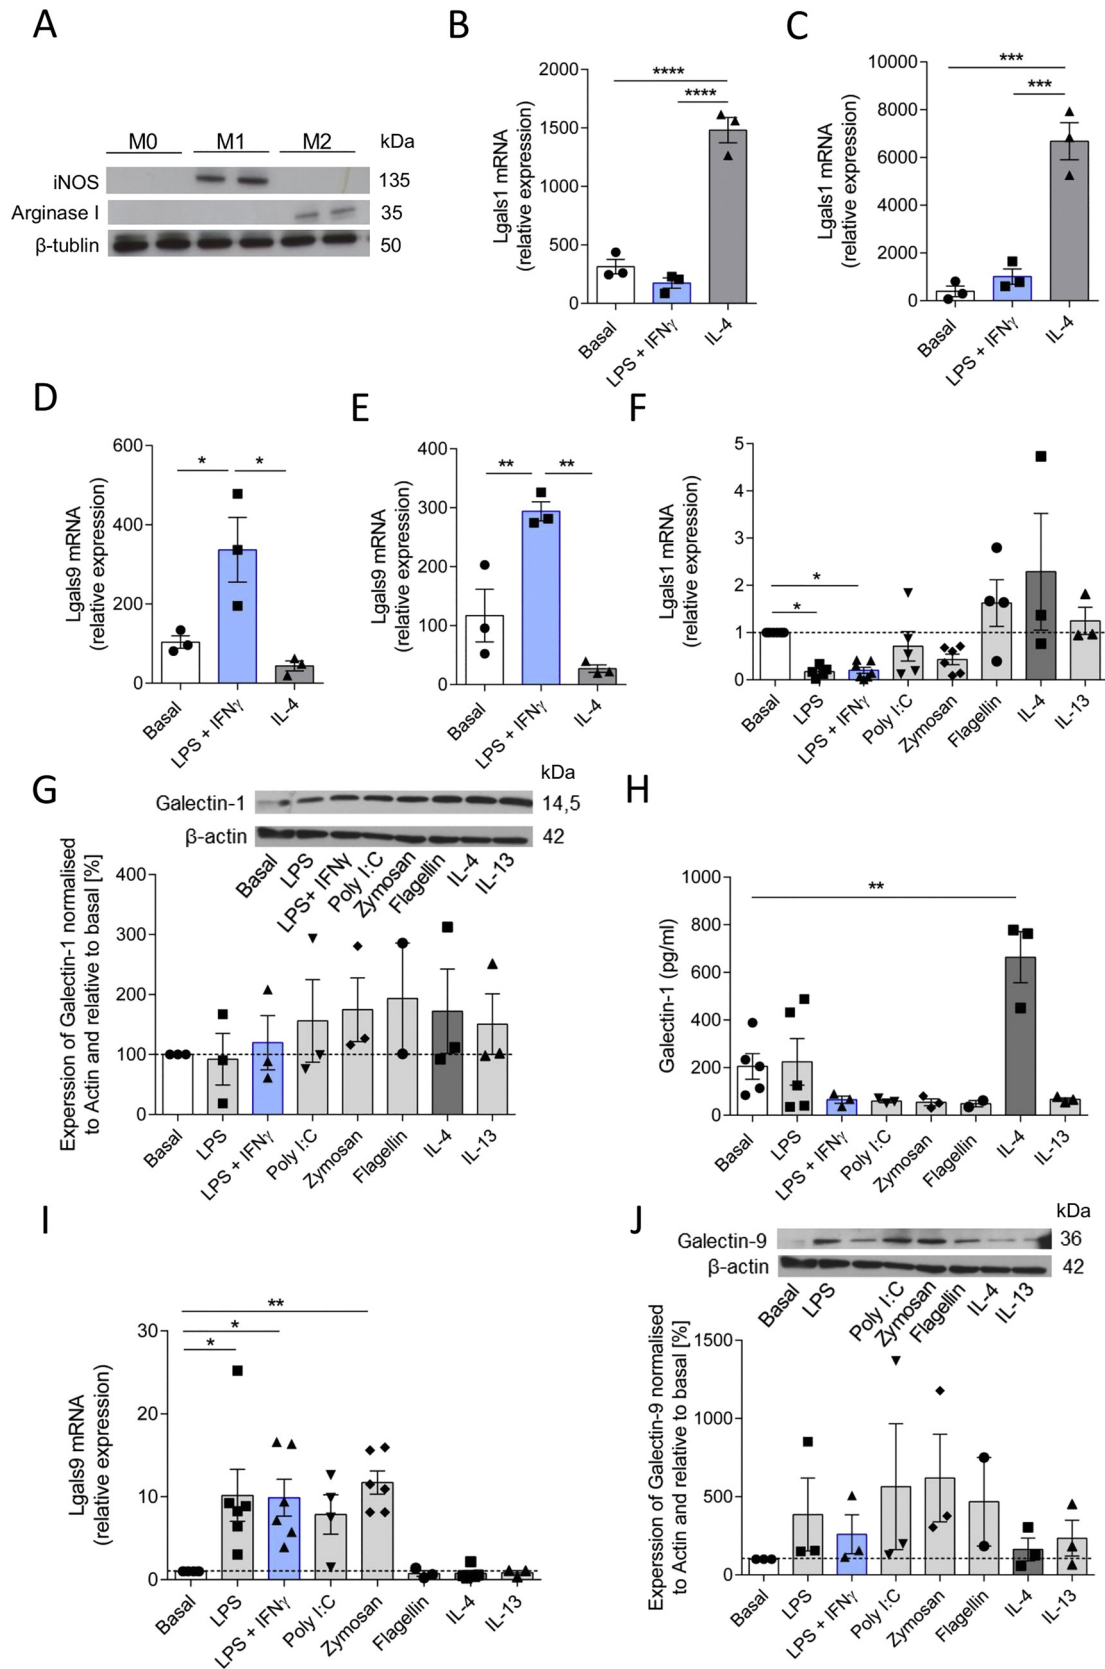 A
M0 M1 M2 kDa
iNOS 135
Arginase I 35
β-tublin 50
B
Lgals1 mRNA
(relative expression)
2000
1500
1000
500
0
****
****
Basal
LPS + IFNγ
IL-4
C
Lgals1 mRNA
(relative expression)
10000
8000
6000
4000
2000
0
***
***
Basal
LPS + IFNγ
IL-4
D
Lgals9 mRNA
(relative expression)
600
400
200
0
* *
Basal
LPS + IFNγ
IL-4
E
Lgals9 mRNA
(relative expression)
400
300
200
100
0
** **
Basal
LPS + IFNγ
IL-4
F
Lgals1 mRNA
(relative expression)
5
4
3
2
1
0
*
*
Basal
LPS
LPS + IFNγ
Poly I:C
Zymosan
Flagellin
IL-4
IL-13
G
kDa
Galectin-1 14,5
β-actin 42
Basal
LPS
LPS+ IFNγ
Poly I:C
Zymosan
Flagellin
IL-4
IL-13
Experssion of Galectin-1 normalised
to Actin and relative to basal [%]
400
300
200
100
0
Basal
LPS
LPS + IFNγ
Poly I:C
Zymosan
Flagellin
IL-4
IL-13
H
Galectin-1 (pg/ml)
1000
800
600
400
200
0
**
Basal
LPS
LPS + IFNγ
Poly I:C
Zymosan
Flagellin
IL-4
IL-13
I
Lgals9 mRNA
(relative expression)
30
20
10
0
**
*
*
Basal
LPS
LPS + IFNγ
Poly I:C
Zymosan
Flagellin
IL-4
IL-13
J
kDa
Galectin-9 36
β-actin 42
Basal
LPS
Poly I:C
Zymosan
Flagellin
IL-4
IL-13
Experssion of Galectin-9 normalised
to Actin and relative to basal [%]
1500
1000
500
0
Basal
LPS
LPS + IFNγ
Poly I:C
Zymosan
Flagellin
IL-4
IL-13